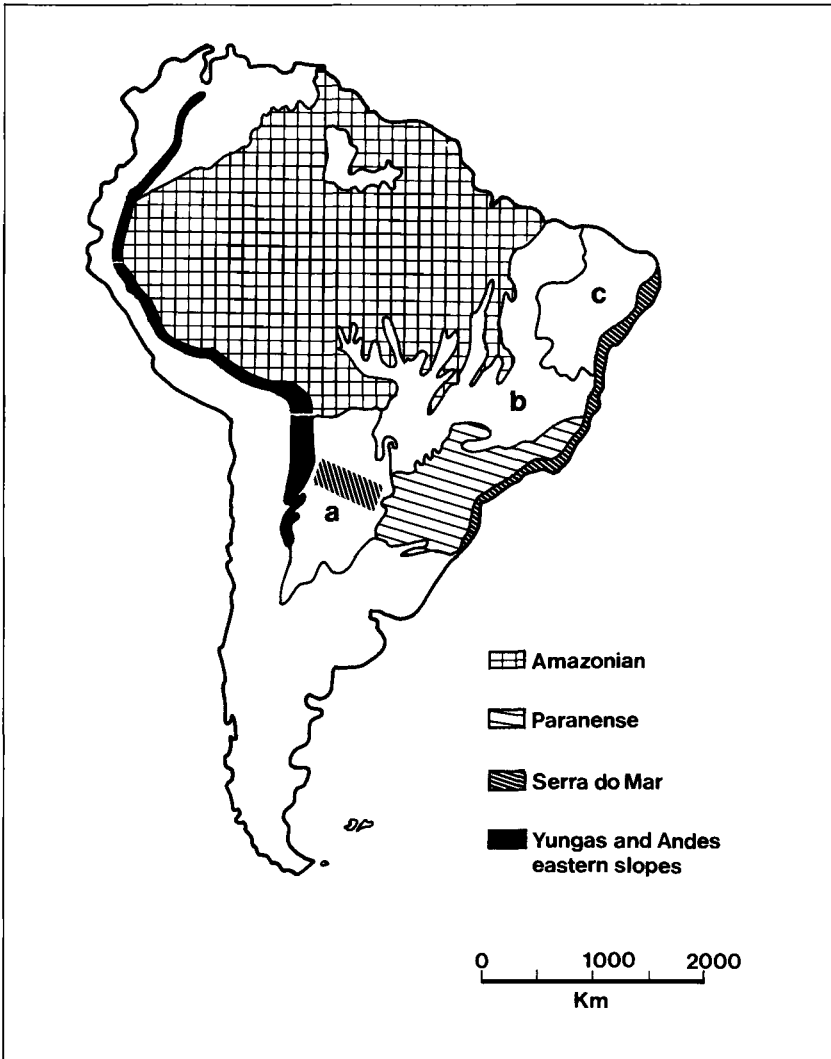 c
b
a
Amazonian
Paranense
Serra do Mar
Yungas and Andes
eastern slopes
0 1000 2000
Km